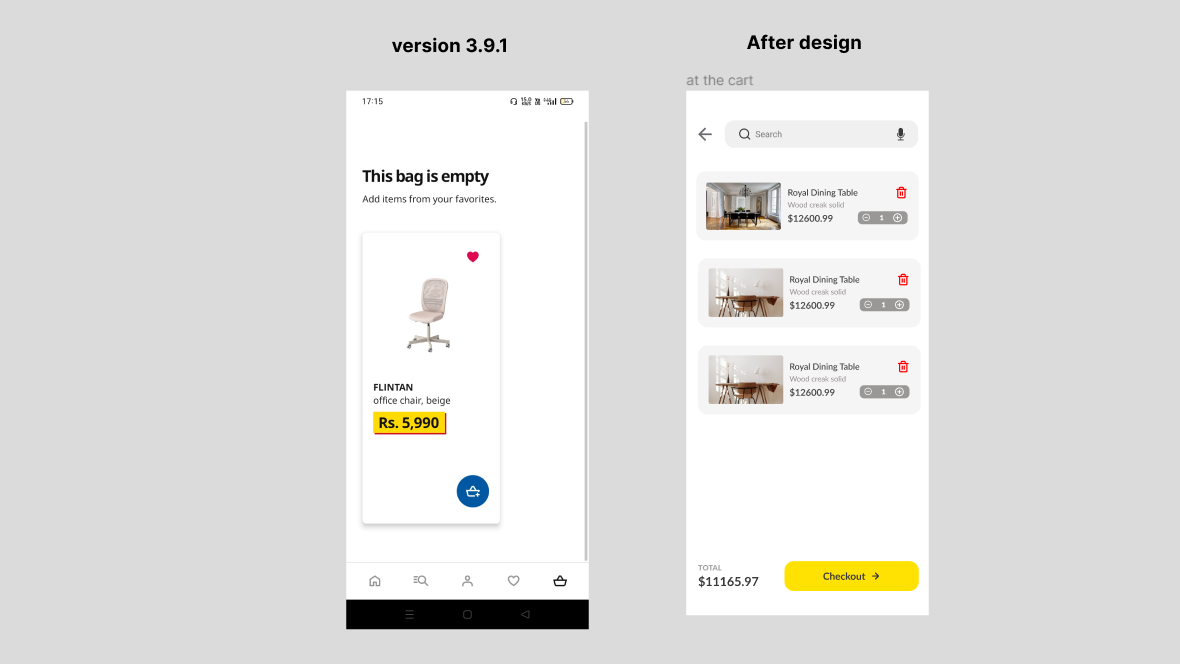 version 3.9.1
After design
at the cart
17:15
This bag is empty
Add items from your favorites.
FLINTAN
office chair, beige
Rs. 5,990
Search
Royal Dining Table
Wood creak solid
$12600.99
1
Royal Dining Table
Wood creak solid
$12600.99
1
Royal Dining Table
Wood creak solid
$12600.99
1
TOTAL
$11165.97
Checkout →